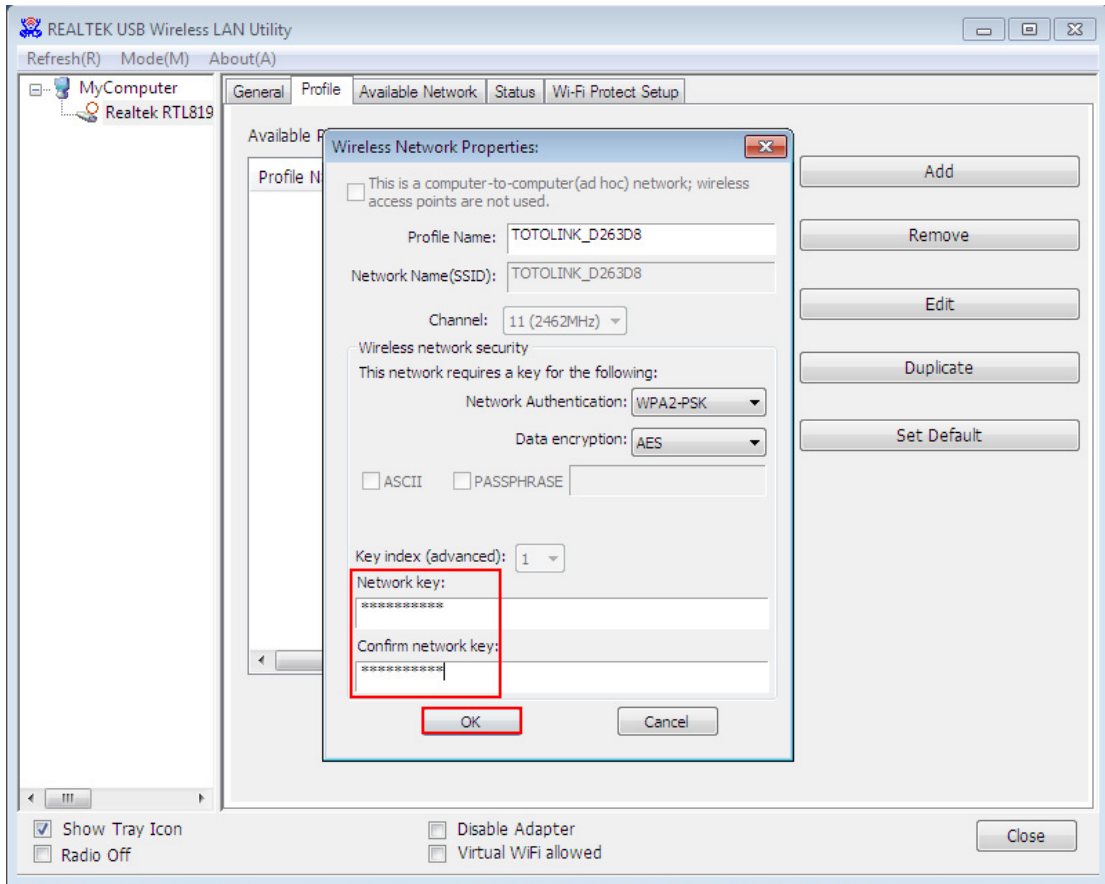 REALTEK USB Wireless LAN Utility
Refresh(R) Mode(M) About(A)
MyComputer
Realtek RTL819
General Profile Available Network Status Wi-Fi Protect Setup
Available P
Profile N
Wireless Network Properties:
This is a computer-to-computer(ad hoc) network; wireless
access points are not used.
Profile Name: TOTOLINK_D263D8
Network Name(SSID): TOTOLINK_D263D8
Channel: 11 (2462MHz)
Wireless network security
This network requires a key for the following:
Network Authentication: WPA2-PSK
Data encryption: AES
ASCII PASSPHRASE
Key index (advanced): 1
Network key:
**********
Confirm network key:
**********
OK Cancel
Add
Remove
Edit
Duplicate
Set Default
Show Tray Icon
Radio Off
Disable Adapter
Virtual WiFi allowed
Close